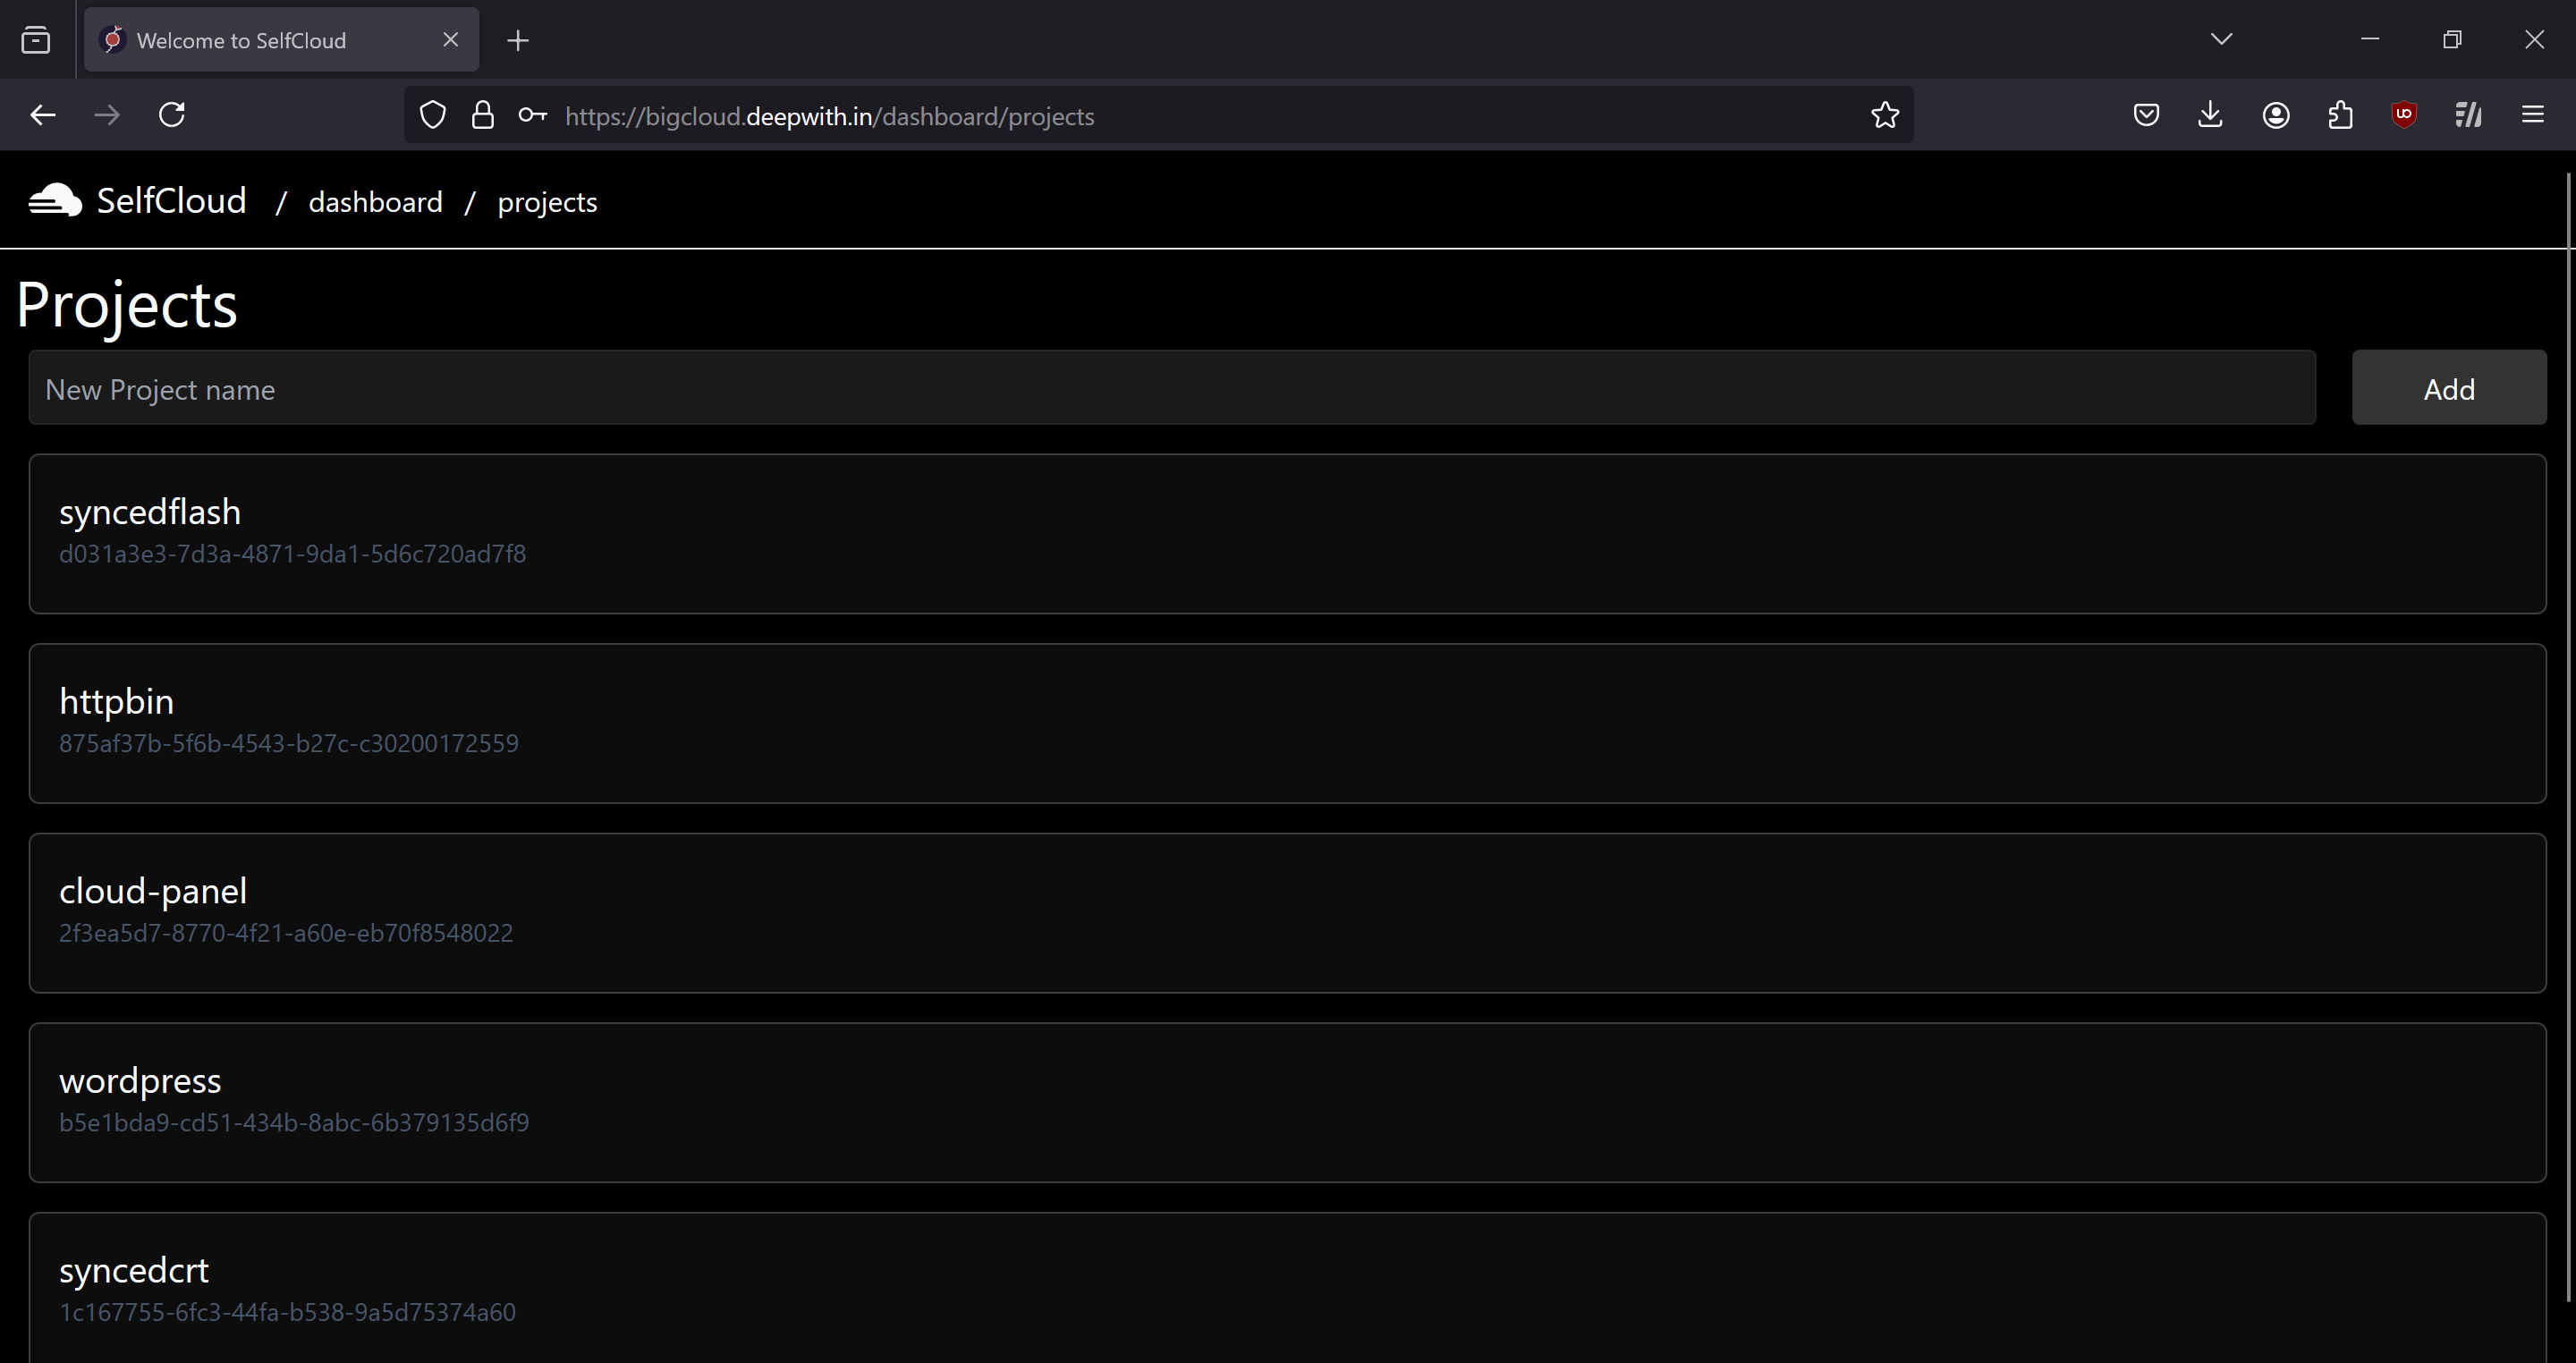 Welcome to SelfCloud
https://bigcloud.deepwith.in/dashboard/projects
SelfCloud / dashboard / projects
Projects
New Project name
Add
syncedflash
d031a3e3-7d3a-4871-9da1-5d6c720ad7f8
httpbin
875af37b-5f6b-4543-b27c-c30200172559
cloud-panel
2f3ea5d7-8770-4f21-a60e-eb70f8548022
wordpress
b5e1bda9-cd51-434b-8abc-6b379135d6f9
syncedcrt
1c167755-6fc3-44fa-b538-9a5d75374a60